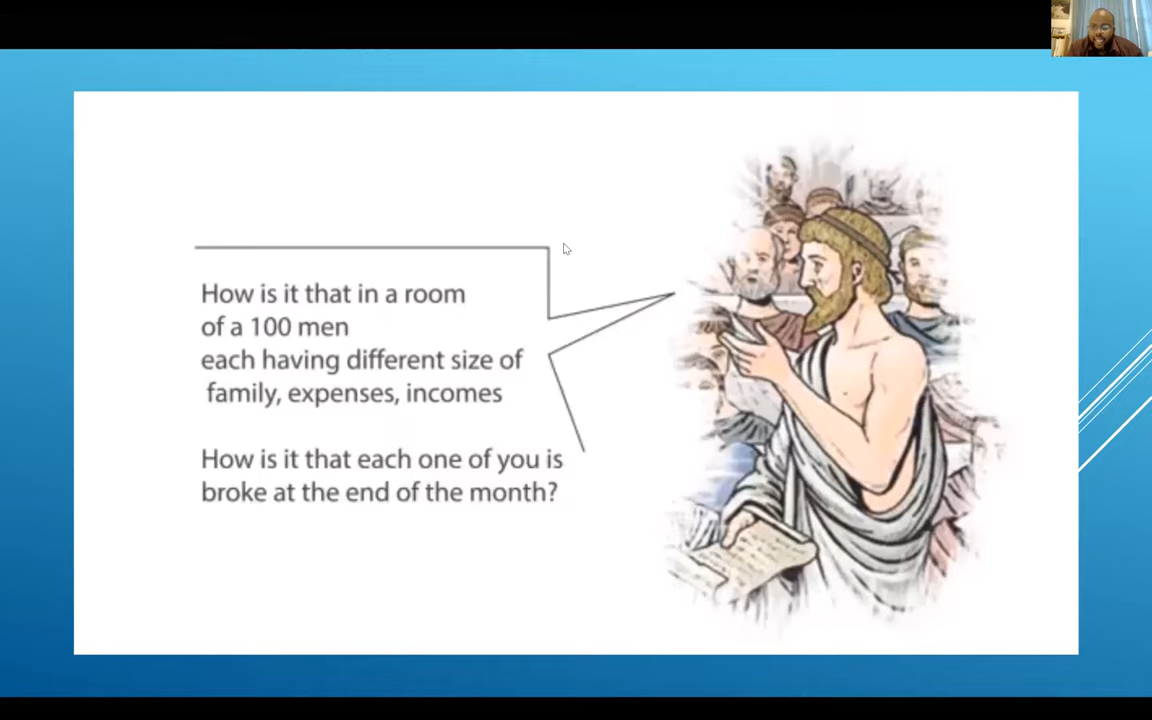 How is it that in a room
of a 100 men
each having different size of
family, expenses, incomes
How is it that each one of you is
broke at the end of the month?